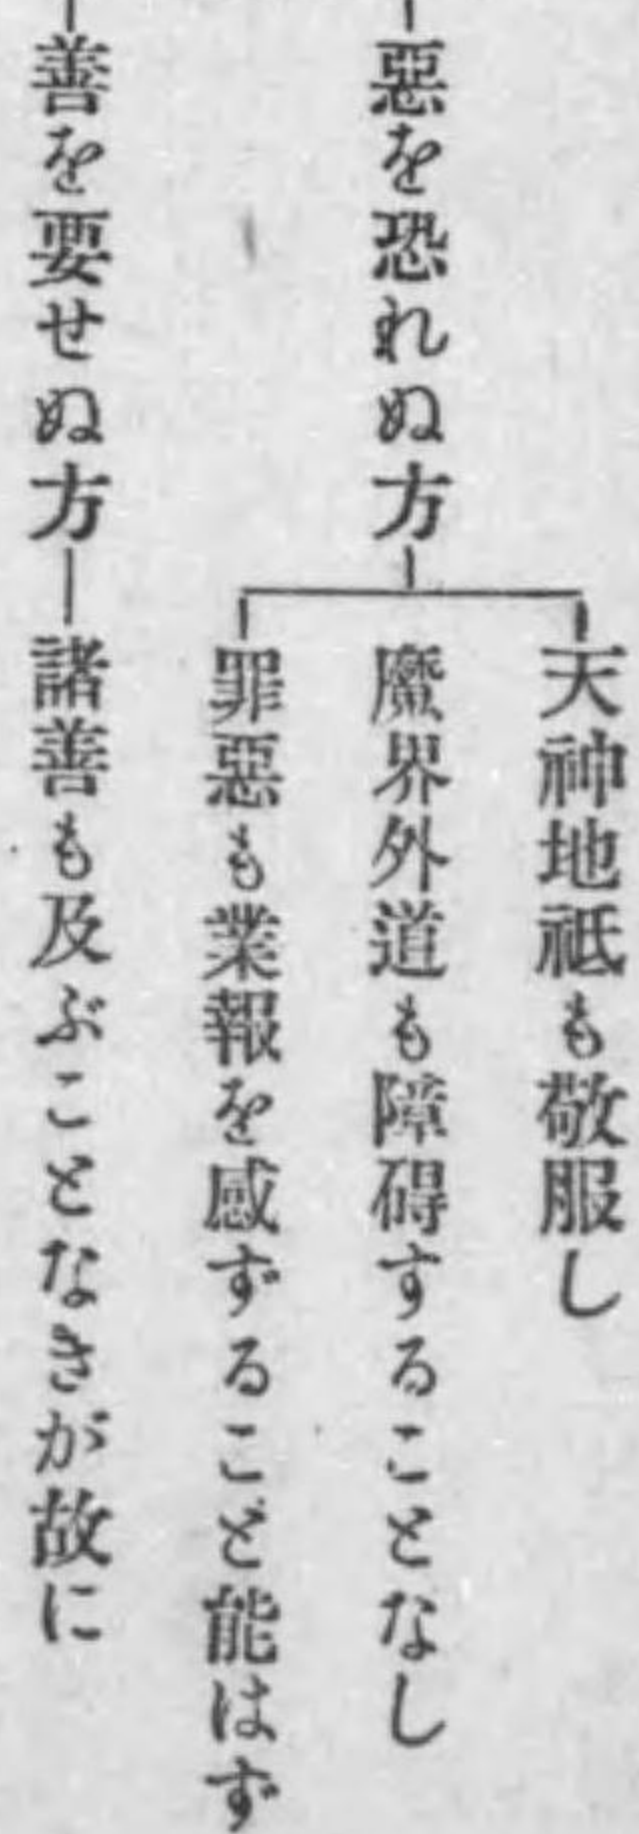 惡を恐れぬ方
天神地祇も敬服し
魔界外道も障碍することなし
罪惡も業報を感ずること能はず
善を要せぬ方
諸善も及ぶことなきが故に